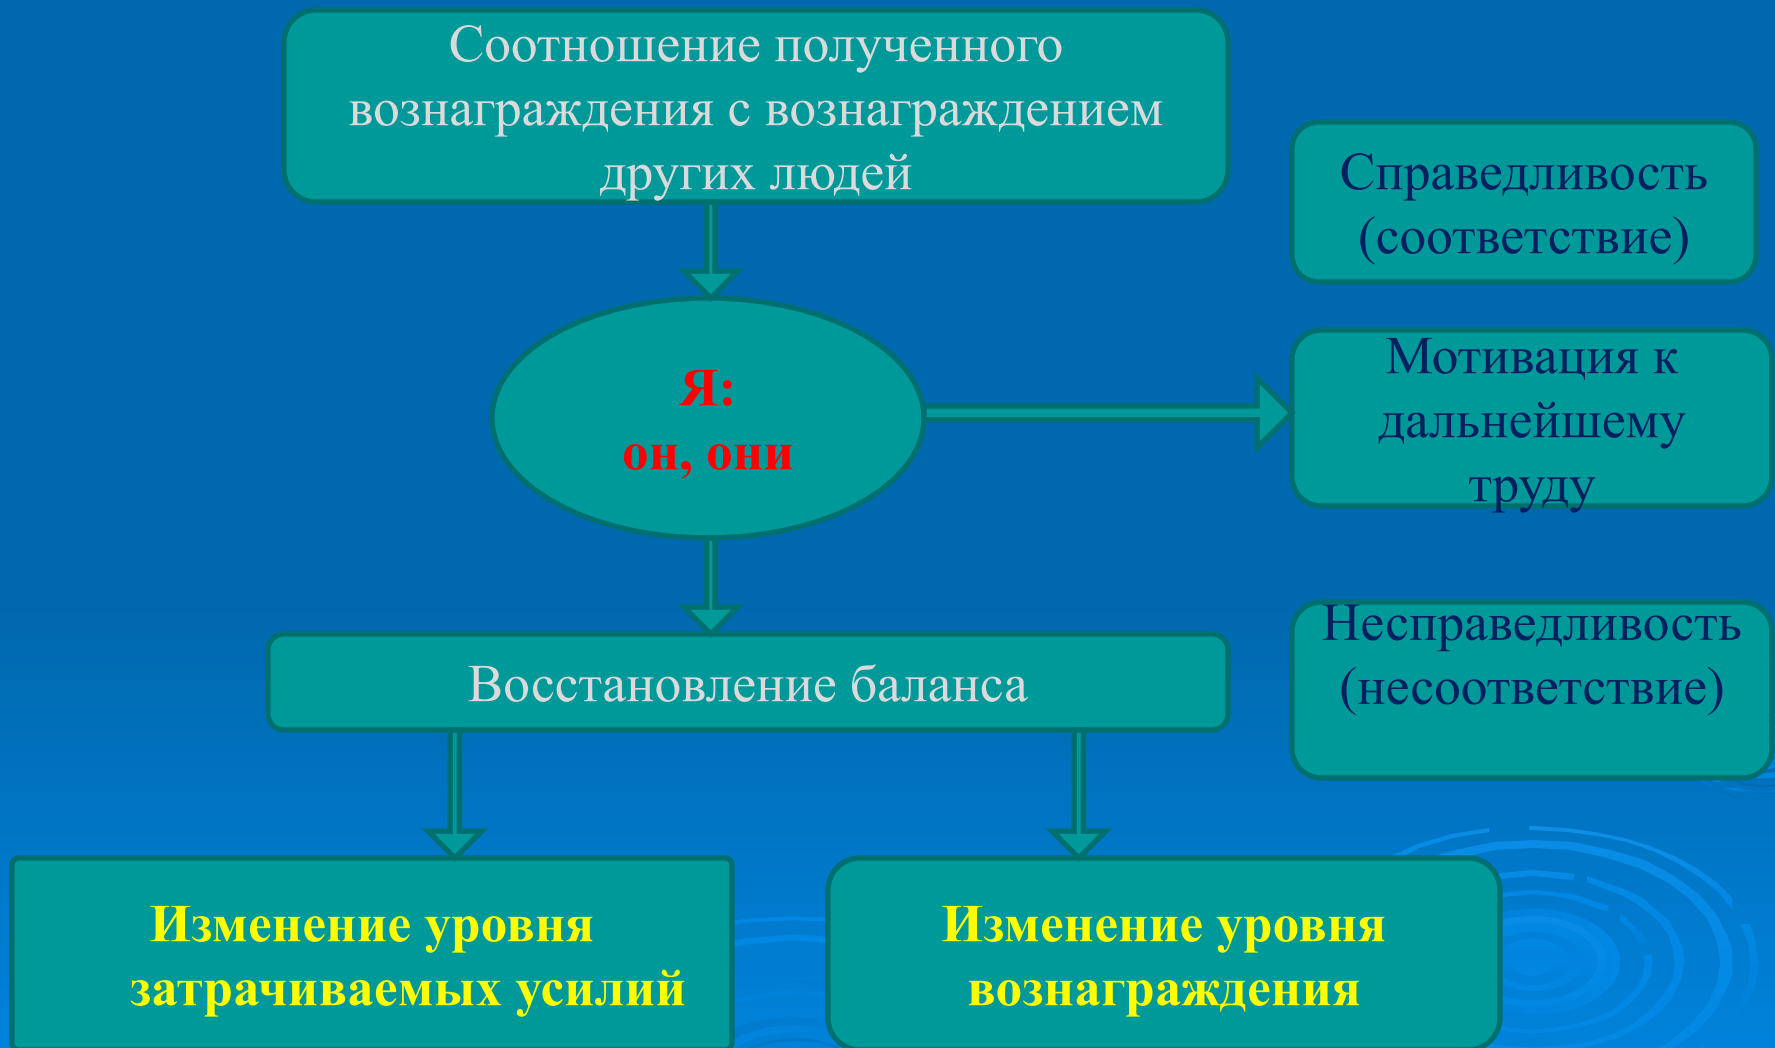 Соотношение полученного
вознаграждения с вознаграждением
других людей
Справедливость
(соответствие)
Я:
он, они
Мотивация к
дальнейшему
труду
Восстановление баланса
Несправедливость
(несоответствие)
Изменение уровня
затрачиваемых усилий
Изменение уровня
вознаграждения